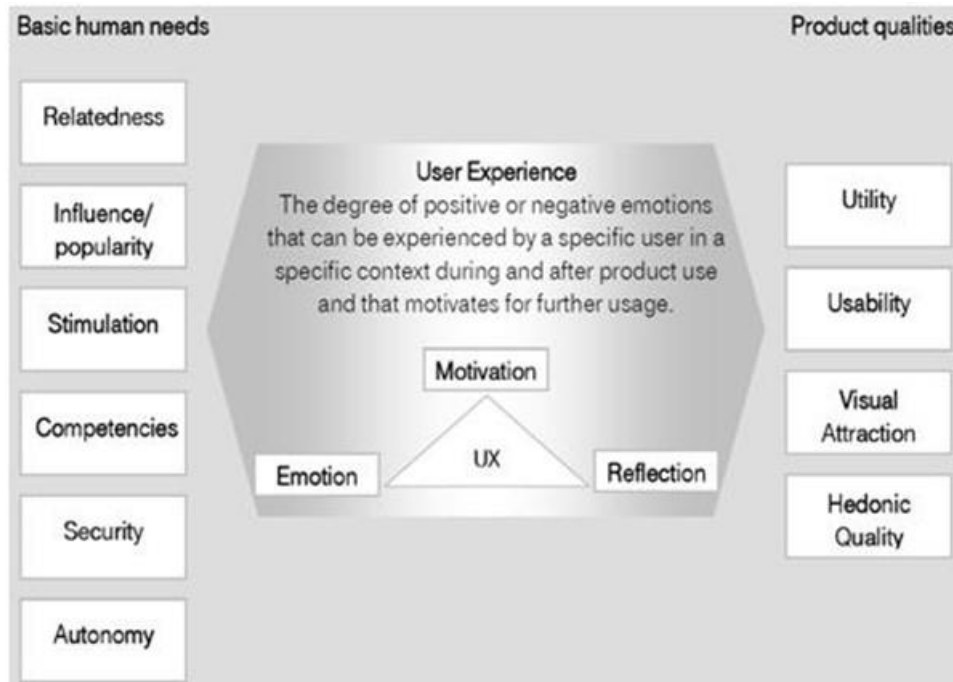 Basic human needs
Product qualities
Relatedness
Influence/
popularity
Stimulation
Competencies
Security
Autonomy
User Experience
The degree of positive or negative emotions
that can be experienced by a specific user in a
specific context during and after product use
and that motivates for further usage.
Motivation
UX
Emotion
Reflection
Utility
Usability
Visual
Attraction
Hedonic
Quality